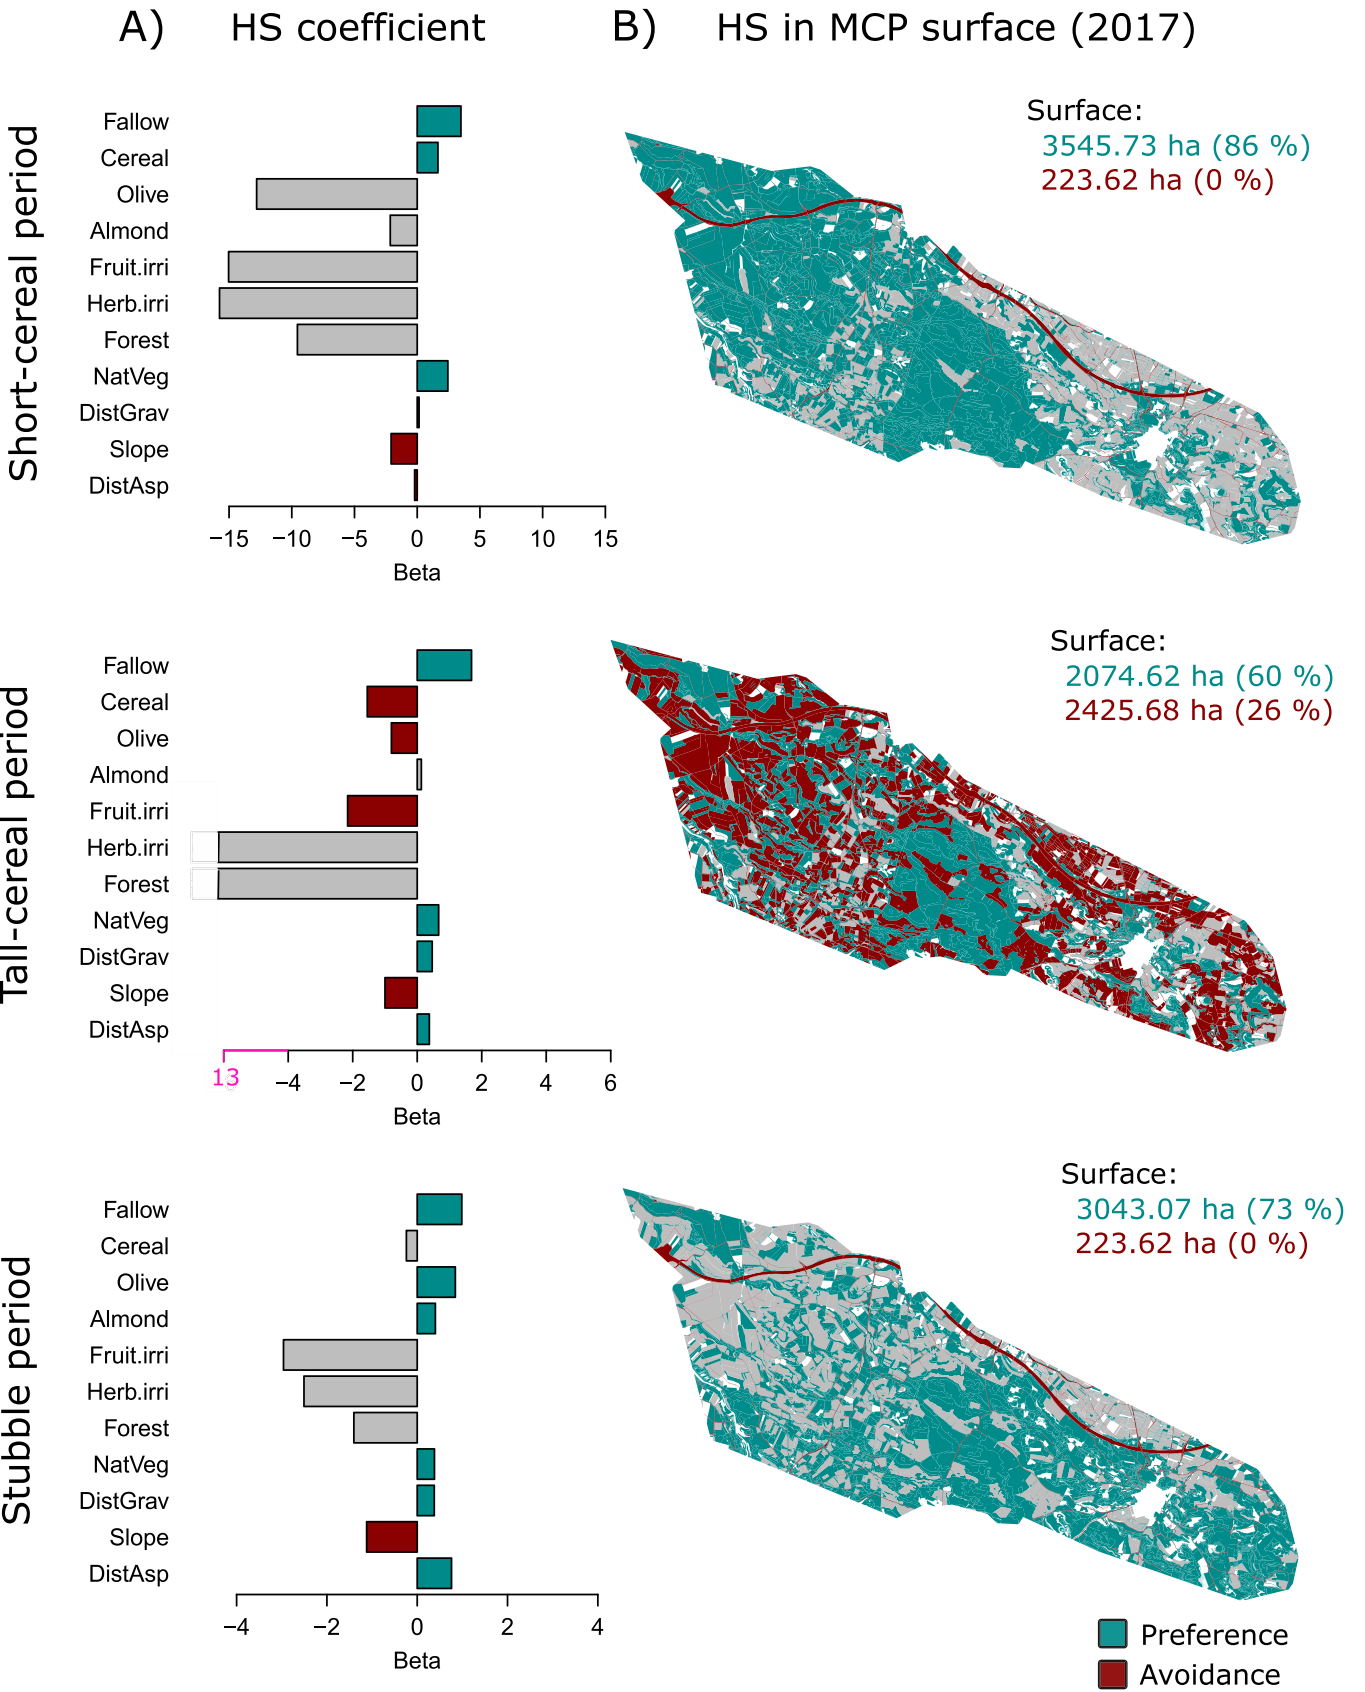 A) HS coefficient
B) HS in MCP surface (2017)
Short-cereal period
Fallow
Cereal
Olive
Almond
Fruit.irri
Herb.irri
Forest
NatVeg
DistGrav
Slope
DistAsp
−15 −10 −5 0 5 10 15
Beta
Surface:
3545.73 ha (86 %)
223.62 ha (0 %)
Tall-cereal period
Fallow
Cereal
Olive
Almond
Fruit.irri
Herb.irri
Forest
NatVeg
DistGrav
Slope
DistAsp
13 −4 −2 0 2 4 6
Beta
Surface:
2074.62 ha (60 %)
2425.68 ha (26 %)
Stubble period
Fallow
Cereal
Olive
Almond
Fruit.irri
Herb.irri
Forest
NatVeg
DistGrav
Slope
DistAsp
−4 −2 0 2 4
Beta
Surface:
3043.07 ha (73 %)
223.62 ha (0 %)
Preference
Avoidance